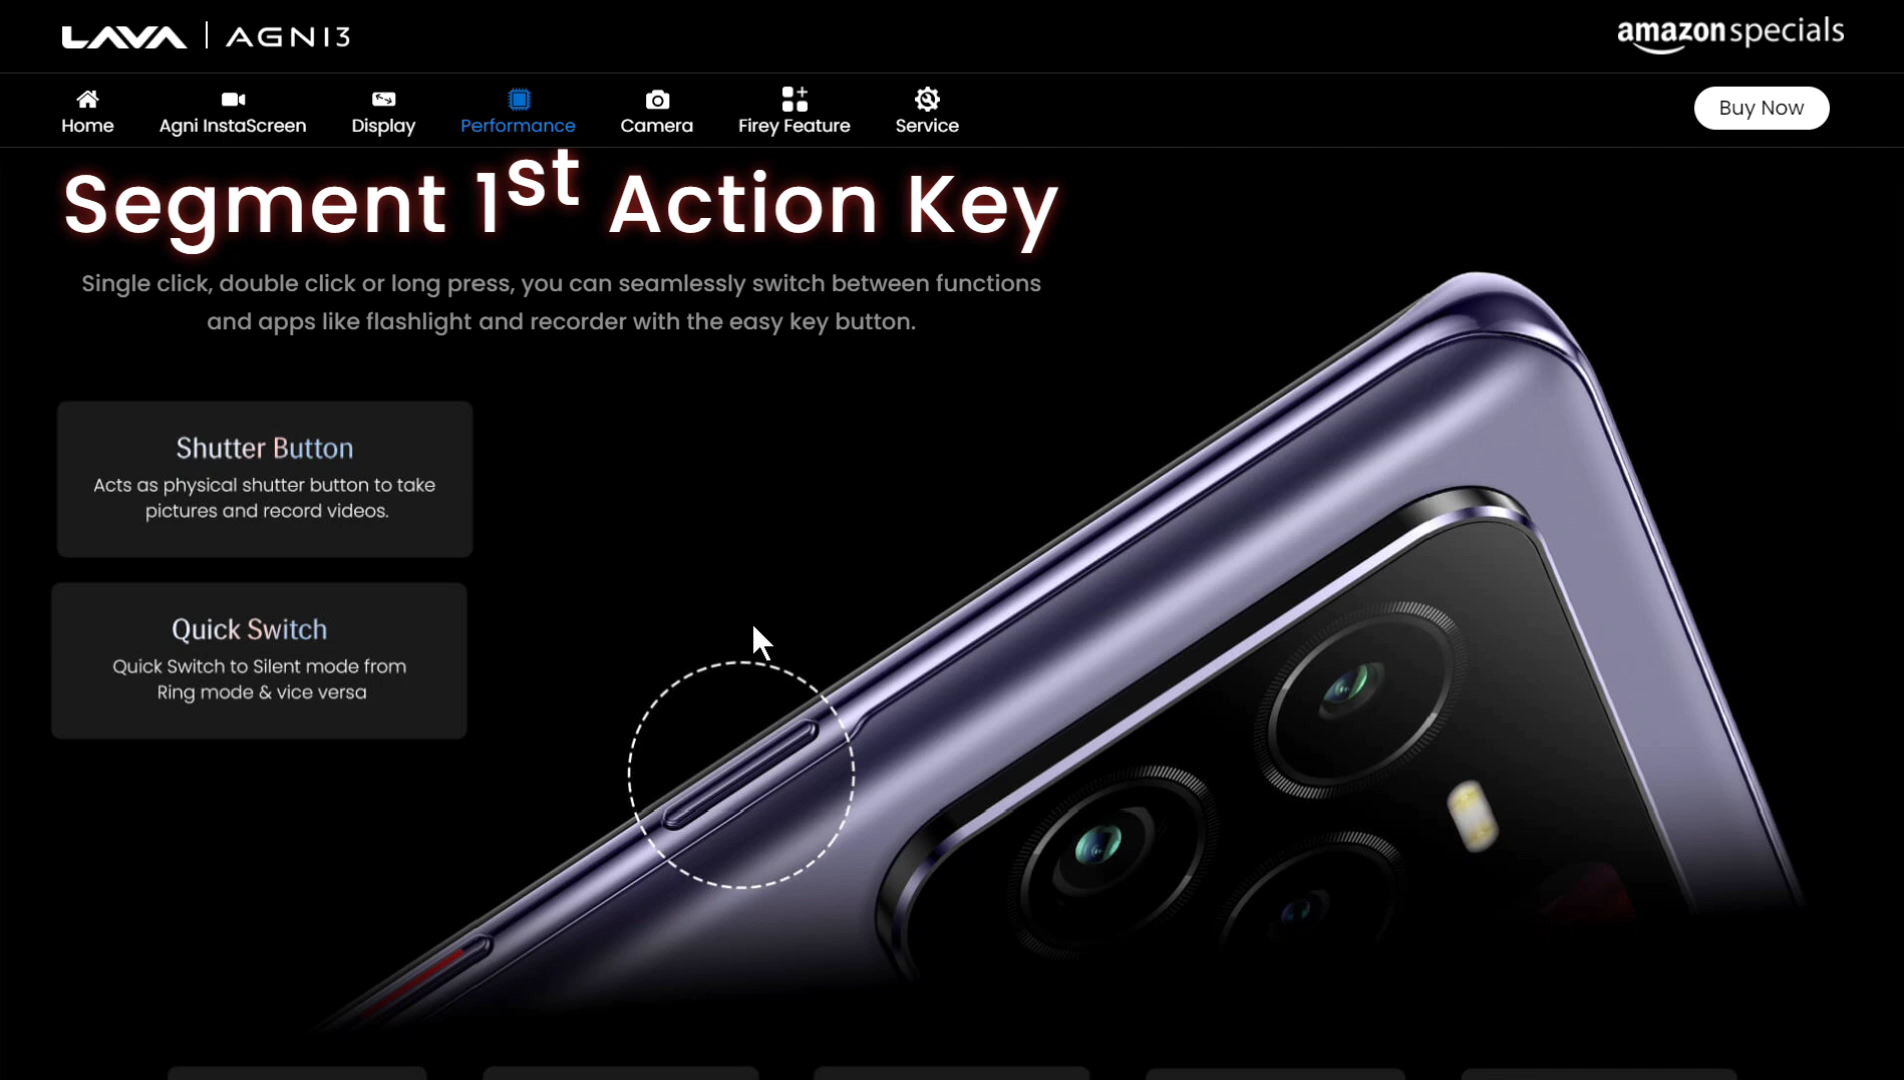 LAVA | AGNI3
amazon specials
Home
Agni InstaScreen
Display
Performance
Camera
Firey Feature
Service
Buy Now
Segment 1st Action Key
Single click, double click or long press, you can seamlessly switch between functions
and apps like flashlight and recorder with the easy key button.
Shutter Button
Acts as physical shutter button to take
pictures and record videos.
Quick Switch
Quick Switch to Silent mode from
Ring mode & vice versa